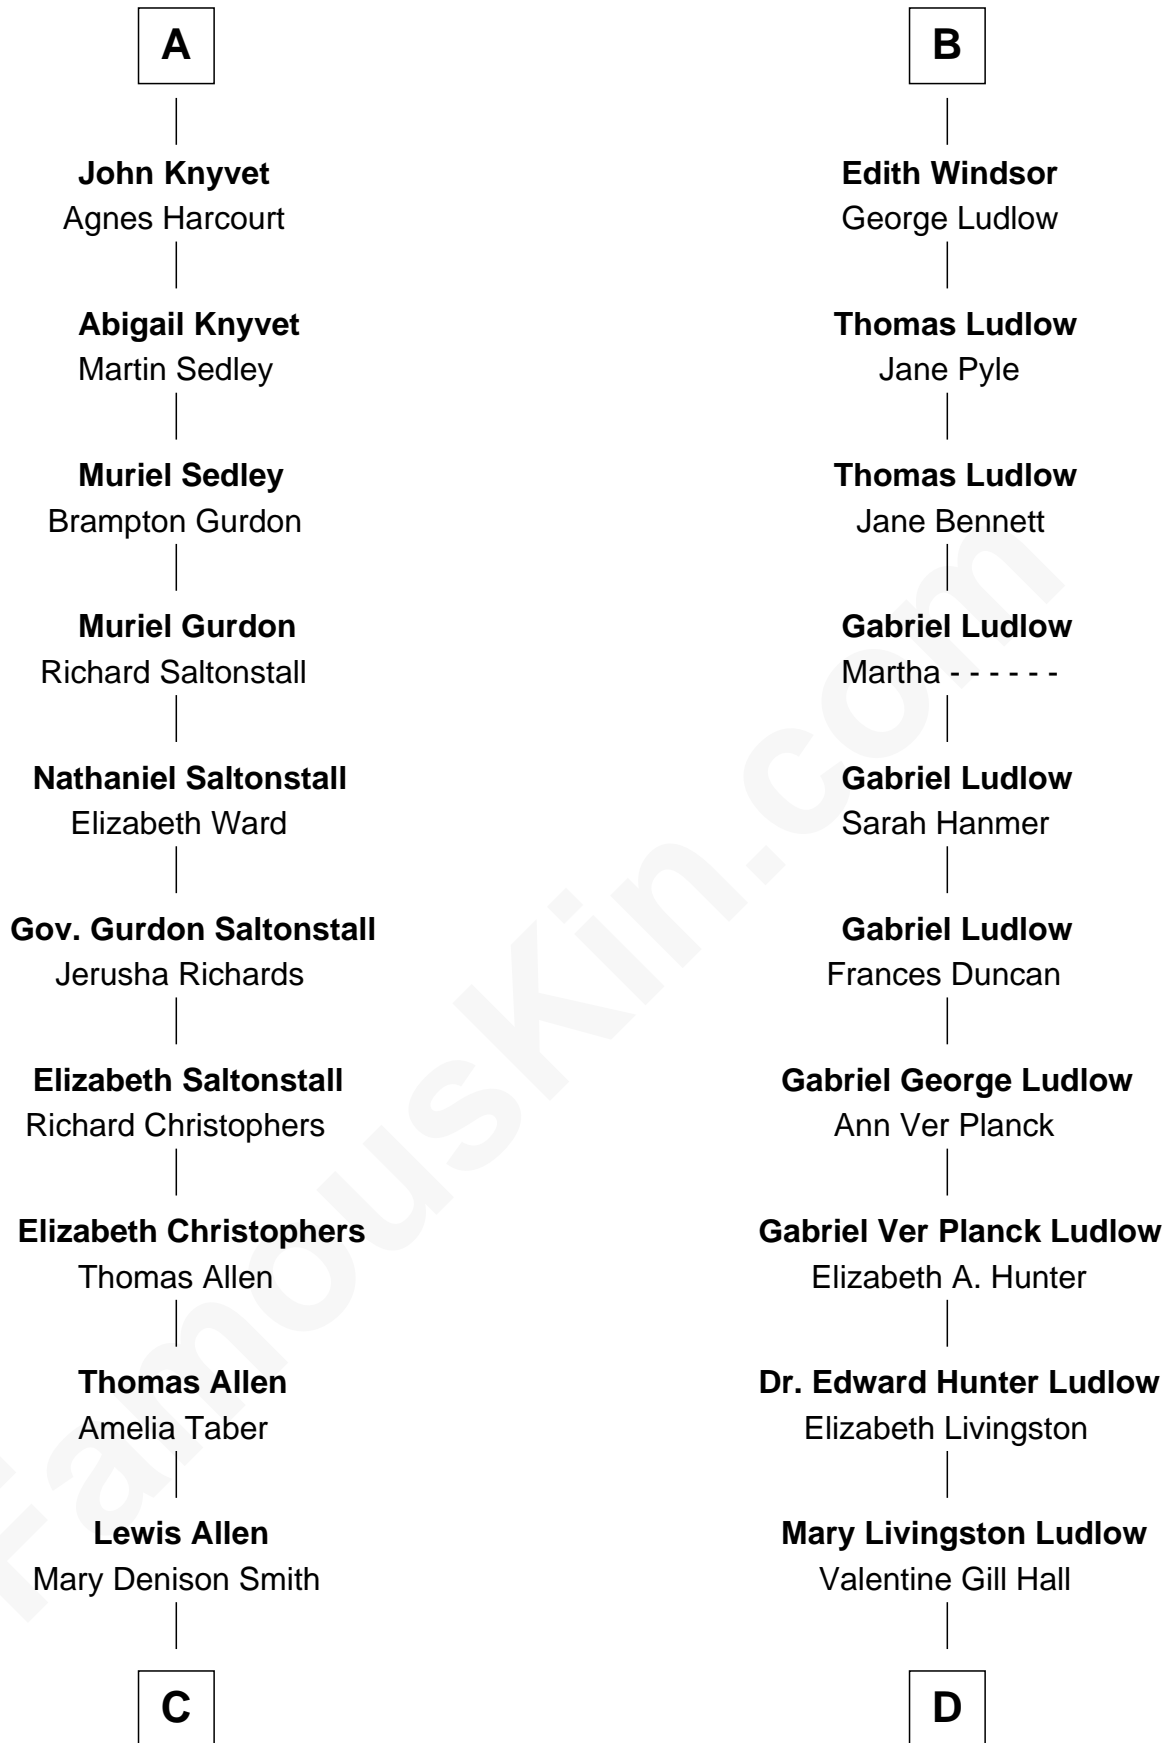 A
John Knyvet
Agnes Harcourt
Abigail Knyvet
Martin Sedley
Muriel Sedley
Brampton Gurdon
Muriel Gurdon
Richard Saltonstall
Nathaniel Saltonstall
Elizabeth Ward
Gov. Gurdon Saltonstall
Jerusha Richards
Elizabeth Saltonstall
Richard Christophers
Elizabeth Christophers
Thomas Allen
Thomas Allen
Amelia Taber
Lewis Allen
Mary Denison Smith
C
B
Edith Windsor
George Ludlow
Thomas Ludlow
Jane Pyle
Thomas Ludlow
Jane Bennett
Gabriel Ludlow
Martha - - - - - -
Gabriel Ludlow
Sarah Hanmer
Gabriel Ludlow
Frances Duncan
Gabriel George Ludlow
Ann Ver Planck
Gabriel Ver Planck Ludlow
Elizabeth A. Hunter
Dr. Edward Hunter Ludlow
Elizabeth Livingston
Mary Livingston Ludlow
Valentine Gill Hall
D
FamousKin.com